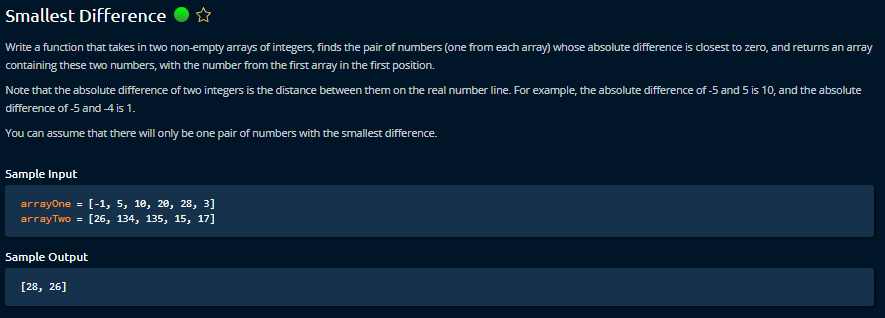 Smallest Difference
Write a function that takes in two non-empty arrays of integers, finds the pair of numbers (one from each array) whose absolute difference is closest to zero, and returns an array
containing these two numbers, with the number from the first array in the first position.
Note that the absolute difference of two integers is the distance between them on the real number line. For example, the absolute difference of -5 and 5 is 10, and the absolute
difference of -5 and -4 is 1.
You can assume that there will only be one pair of numbers with the smallest difference.
Sample Input
arrayOne = [-1, 5, 10, 20, 28, 3]
arrayTwo = [26, 134, 135, 15, 17]
Sample Output
[28, 26]